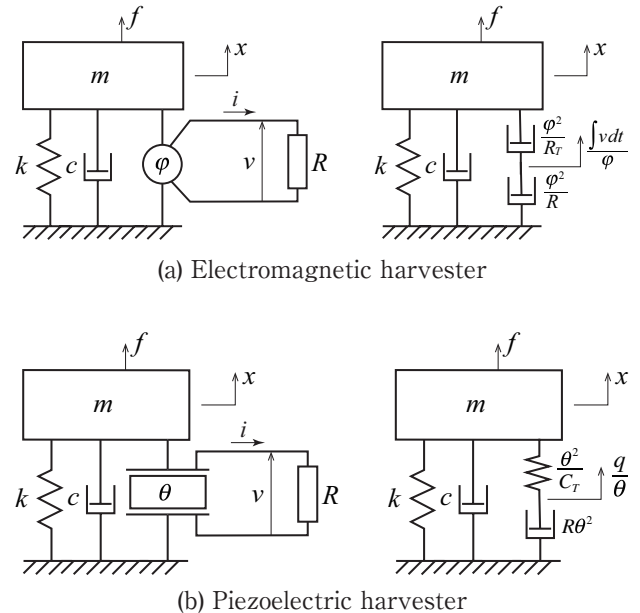 f
x
m
i
k
c
φ
v
R
f
x
m
k
c
φ²/R_T
∫vdt/φ
φ²/R
(a) Electromagnetic harvester
f
x
m
i
k
c
θ
v
R
f
x
m
k
c
θ²/C_T
q/θ
Rθ²
(b) Piezoelectric harvester